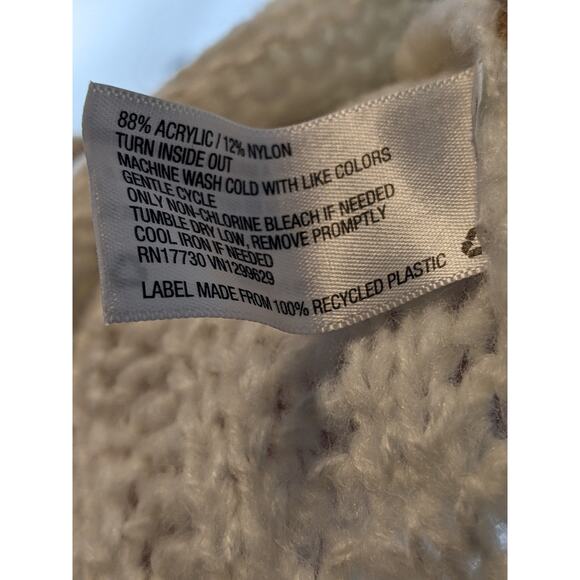 88% ACRYLIC / 12% NYLON
TURN INSIDE OUT
MACHINE WASH COLD WITH LIKE COLORS
GENTLE CYCLE
ONLY NON-CHLORINE BLEACH IF NEEDED
TUMBLE DRY LOW, REMOVE PROMPTLY
COOL IRON IF NEEDED
RN17730 VN1299629
LABEL MADE FROM 100% RECYCLED PLASTIC